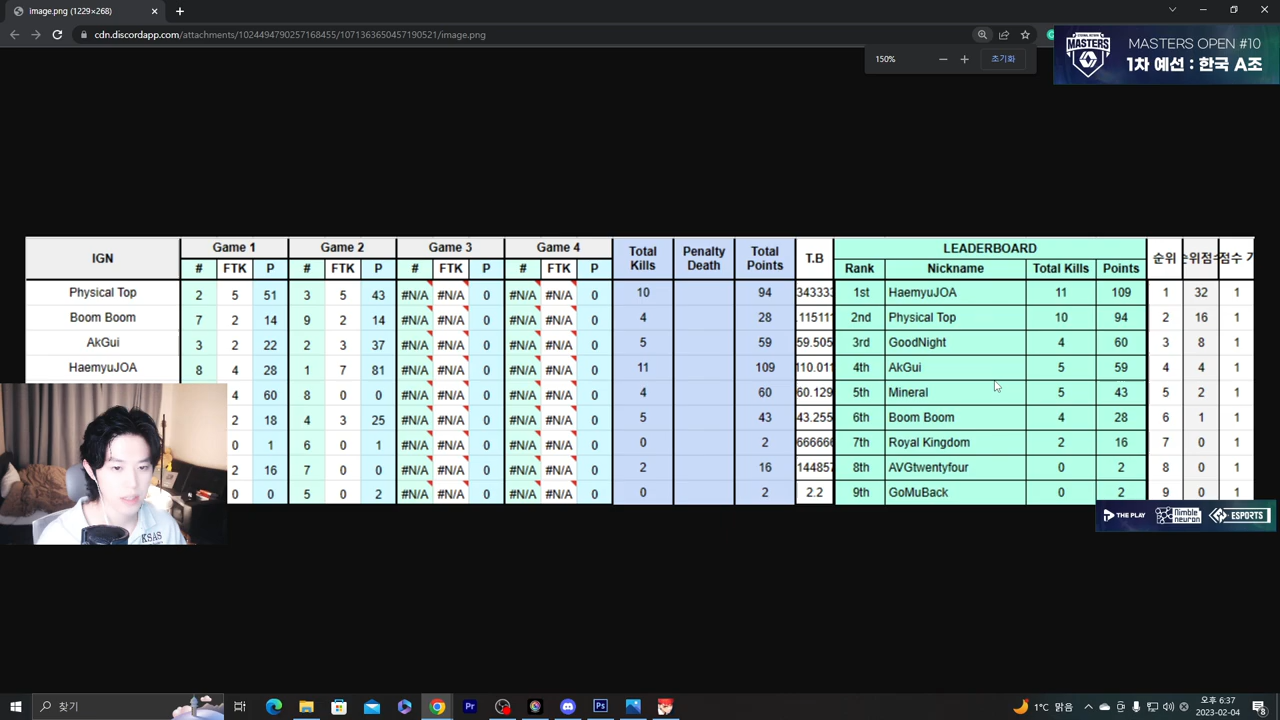 image.png (1229×268)
cdn.discordapp.com/attachments/1024494790257168455/1071363650457190521/image.png
150%
초기화
MASTERS
MASTERS OPEN #10
1차 예선 : 한국 A조
IGN Game 1 Game 2 Game 3 Game 4 Total Kills Penalty Death Total Points T.B LEADERBOARD 순위
# FTK P # FTK P # FTK P # FTK P Rank Nickname Total Kills Points
Physical Top 2 5 51 3 5 43 #N/A #N/A 0 #N/A #N/A 0 10 94 343333 1st HaemyuJOA 11 109 1 32 1
Boom Boom 7 2 14 9 2 14 #N/A #N/A 0 #N/A #N/A 0 4 28 115111 2nd Physical Top 10 94 2 16 1
AkGui 3 2 22 2 3 37 #N/A #N/A 0 #N/A #N/A 0 5 59 59.505 3rd GoodNight 4 60 3 8 1
HaemyuJOA 8 4 28 1 7 81 #N/A #N/A 0 #N/A #N/A 0 11 109 110.011 4th AkGui 5 59 4 4 1
4 60 8 0 0 #N/A #N/A 0 #N/A #N/A 0 4 60 60.129 5th Mineral 5 43 5 2 1
2 18 4 3 25 #N/A #N/A 0 #N/A #N/A 0 5 43 43.255 6th Boom Boom 4 28 6 1 1
0 1 6 0 1 #N/A #N/A 0 #N/A #N/A 0 0 2 666666 7th Royal Kingdom 2 16 7 0 1
2 16 7 0 0 #N/A #N/A 0 #N/A #N/A 0 2 16 144857 8th AVGtwentyfour 0 2 8 0 1
0 0 5 0 2 #N/A #N/A 0 #N/A #N/A 0 0 2 2.2 9th GoMuBack 0 2 9 0 1
KSAS
THE PLAY nimble neuron ESPORTS
찾기
1°C 맑음
오후 6:37
2023-02-04